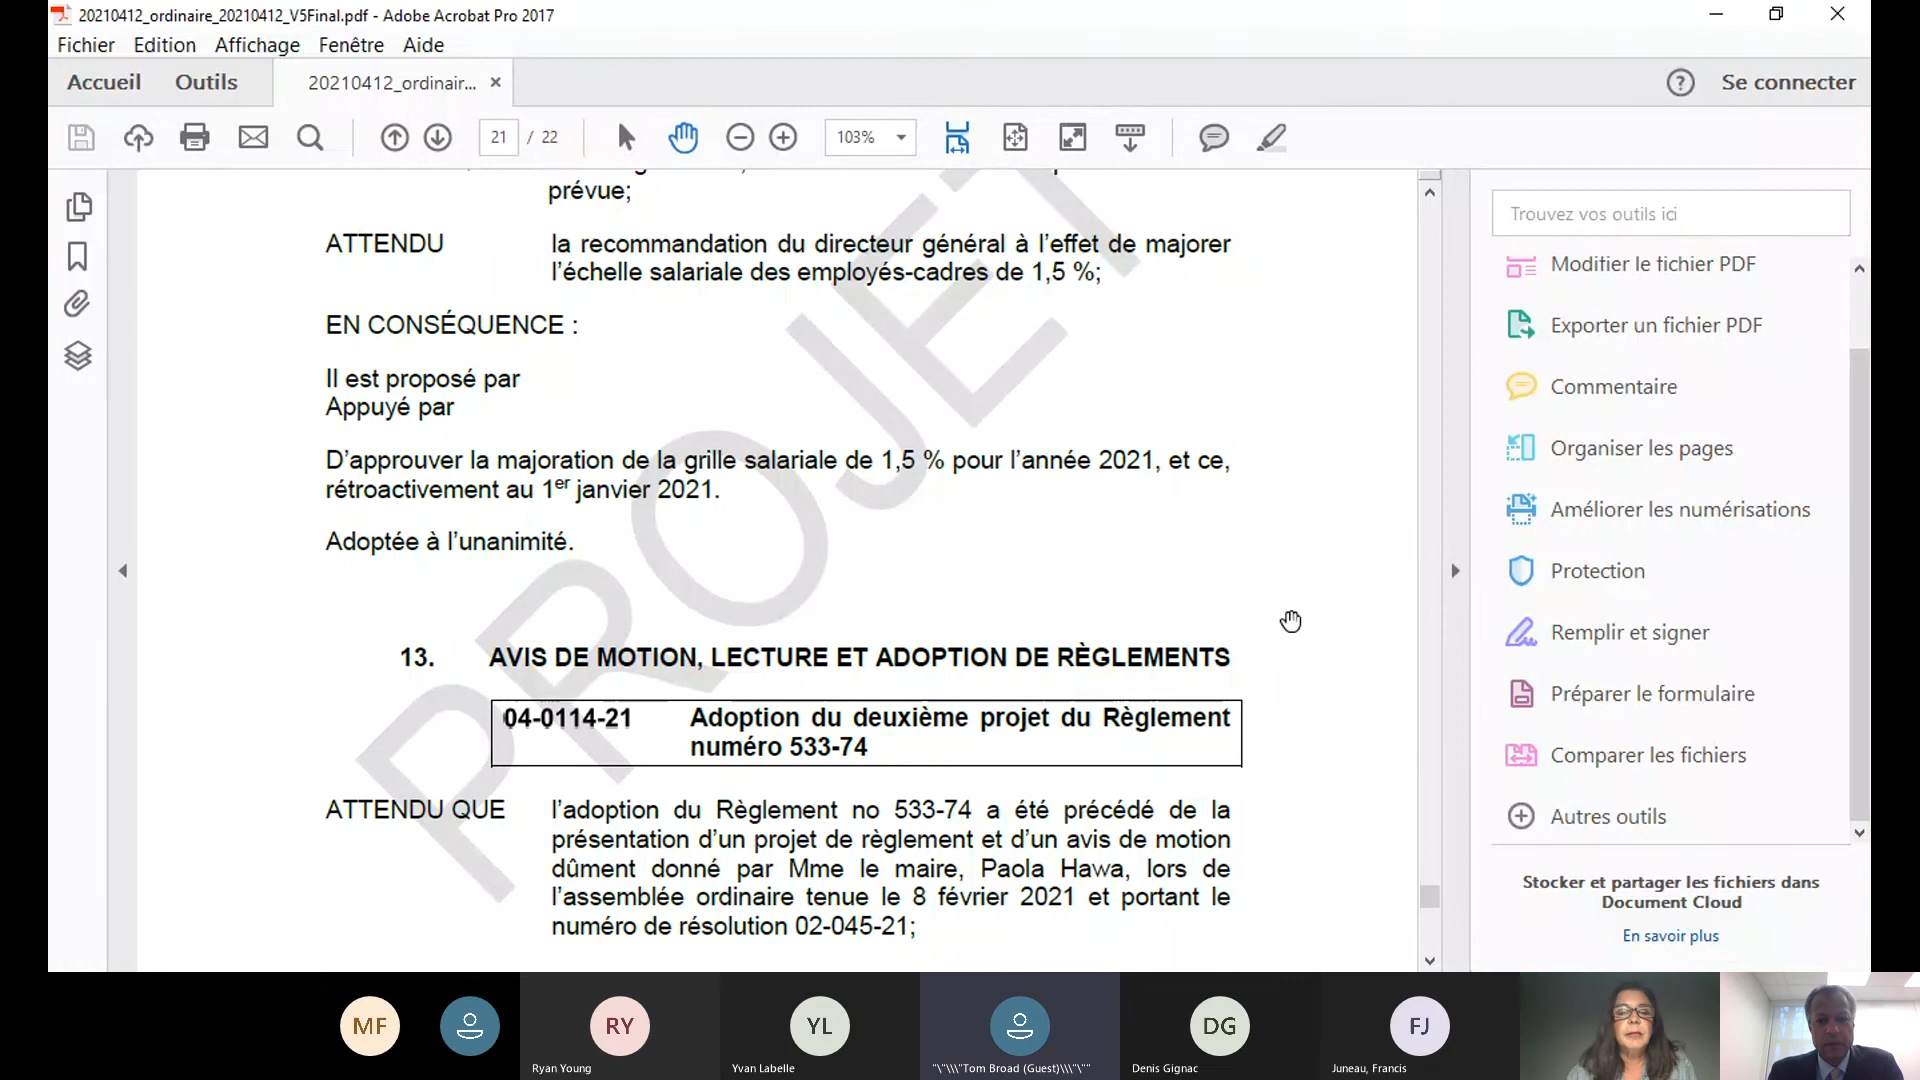 20210412_ordinaire_20210412_V5Final.pdf - Adobe Acrobat Pro 2017
Fichier Edition Affichage Fenêtre Aide
Accueil Outils 20210412_ordinair... × Se connecter
21 / 22 103%
prévue;
ATTENDU la recommandation du directeur général à l'effet de majorer
l'échelle salariale des employés-cadres de 1,5 %;
EN CONSÉQUENCE :
Il est proposé par
Appuyé par
D'approuver la majoration de la grille salariale de 1,5 % pour l'année 2021, et ce,
rétroactivement au 1er janvier 2021.
Adoptée à l'unanimité.
13. AVIS DE MOTION, LECTURE ET ADOPTION DE RÈGLEMENTS
04-0114-21 Adoption du deuxième projet du Règlement
numéro 533-74
ATTENDU QUE l'adoption du Règlement no 533-74 a été précédé de la
présentation d'un projet de règlement et d'un avis de motion
dûment donné par Mme le maire, Paola Hawa, lors de
l'assemblée ordinaire tenue le 8 février 2021 et portant le
numéro de résolution 02-045-21;
PROJET
Trouvez vos outils ici
Modifier le fichier PDF
Exporter un fichier PDF
Commentaire
Organiser les pages
Améliorer les numérisations
Protection
Remplir et signer
Préparer le formulaire
Comparer les fichiers
Autres outils
Stocker et partager les fichiers dans
Document Cloud
En savoir plus
MF RY YL DG FJ
Ryan Young Yvan Labelle "\"\\\"Tom Broad (Guest)\\\"\"" Denis Gignac Juneau, Francis